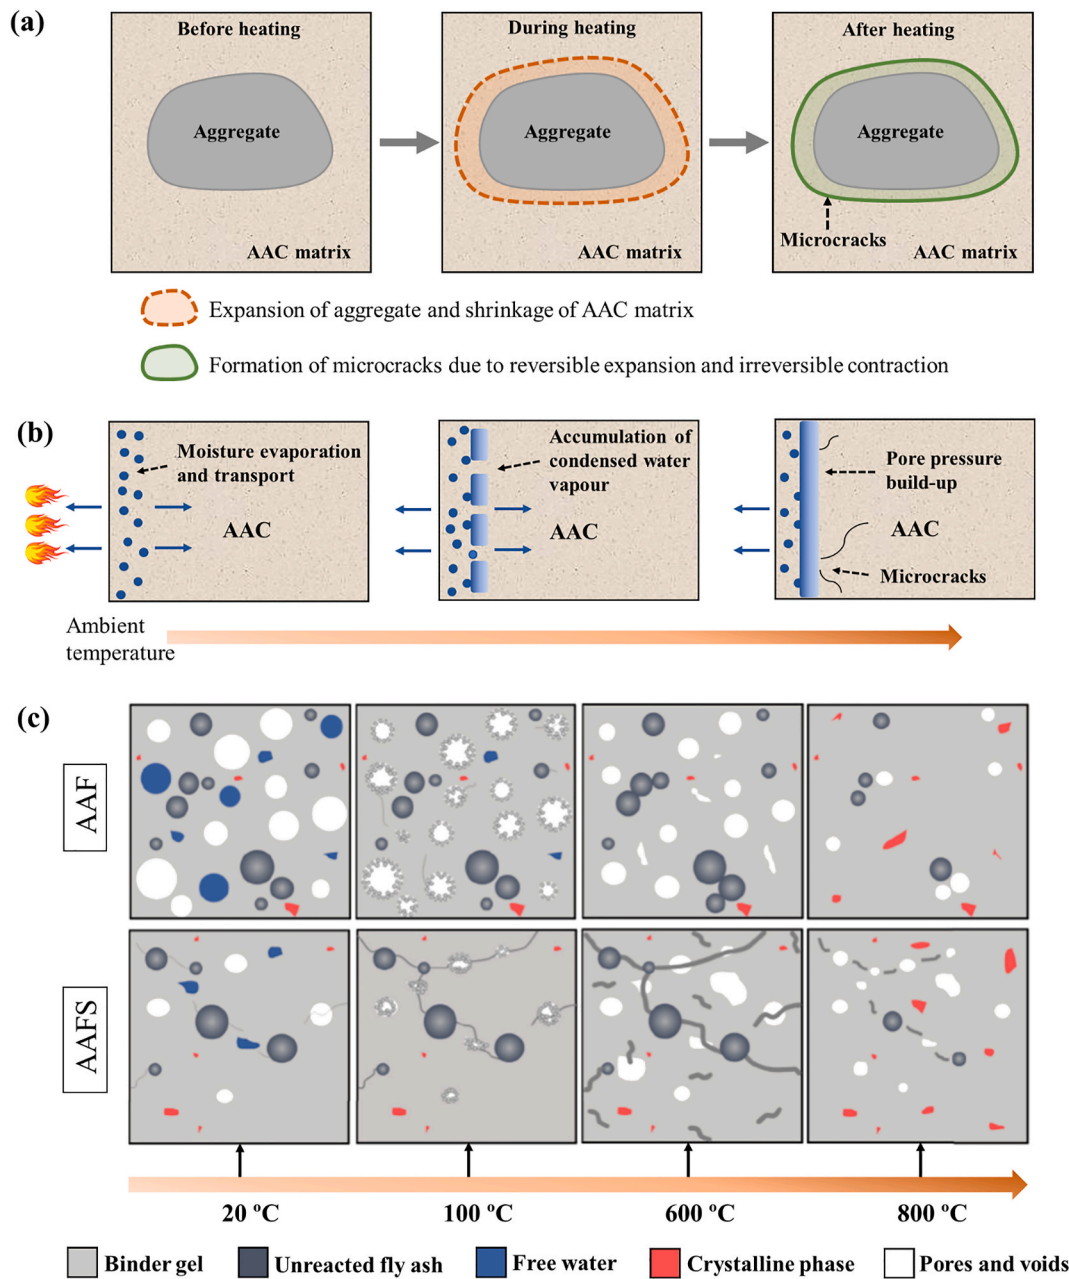 (a)
Before heating
During heating
After heating
Aggregate
Aggregate
Aggregate
Microcracks
AAC matrix
AAC matrix
AAC matrix
Expansion of aggregate and shrinkage of AAC matrix
Formation of microcracks due to reversible expansion and irreversible contraction
(b)
Moisture evaporation
and transport
AAC
Accumulation of
condensed water
vapour
AAC
Pore pressure
build-up
AAC
Microcracks
Ambient
temperature
(c)
AAF
AAFS
20 ºC
100 ºC
600 ºC
800 ºC
Binder gel
Unreacted fly ash
Free water
Crystalline phase
Pores and voids